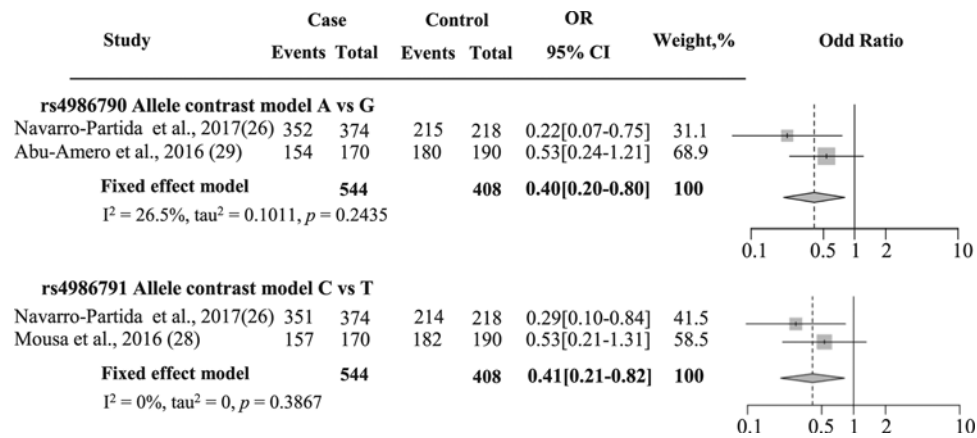 Study Case Control OR Weight,% Odd Ratio
Events Total Events Total 95% CI
rs4986790 Allele contrast model A vs G
Navarro-Partida et al., 2017(26) 352 374 215 218 0.22[0.07-0.75] 31.1
Abu-Amero et al., 2016 (29) 154 170 180 190 0.53[0.24-1.21] 68.9
Fixed effect model 544 408 0.40[0.20-0.80] 100
I² = 26.5%, tau² = 0.1011, p = 0.2435
0.1 0.5 1 2 10
rs4986791 Allele contrast model C vs T
Navarro-Partida et al., 2017(26) 351 374 214 218 0.29[0.10-0.84] 41.5
Mousa et al., 2016 (28) 157 170 182 190 0.53[0.21-1.31] 58.5
Fixed effect model 544 408 0.41[0.21-0.82] 100
I² = 0%, tau² = 0, p = 0.3867
0.1 0.5 1 2 10